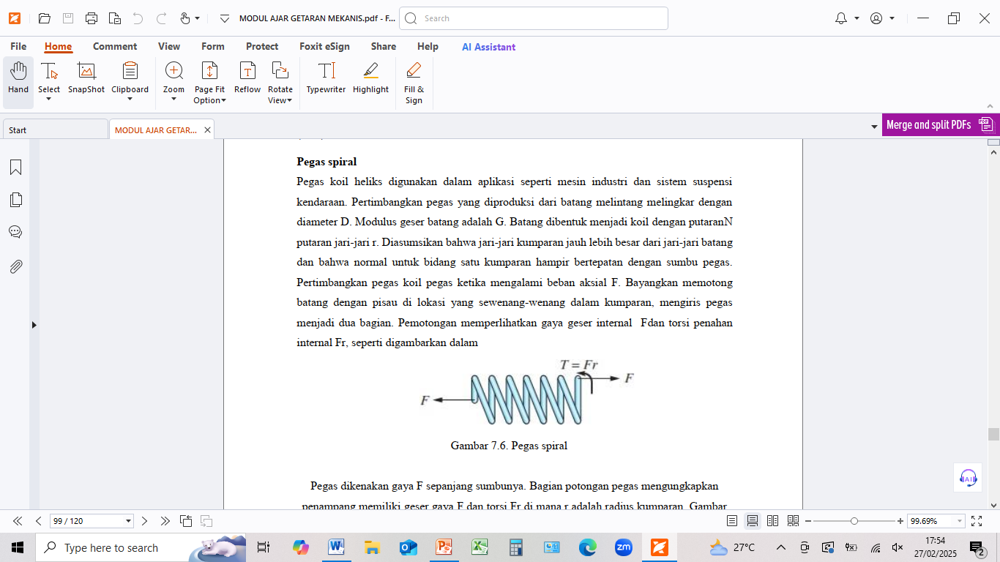 MODUL AJAR GETARAN MEKANIS.pdf - F...
Search
File
Home
Comment
View
Form
Protect
Foxit eSign
Share
Help
AI Assistant
Hand
Select
SnapShot
Clipboard
Zoom
Page Fit
Option
Reflow
Rotate
View
Typewriter
Highlight
Fill &
Sign
Start
MODUL AJAR GETAR...
Merge and split PDFs
Pegas spiral
Pegas koil heliks digunakan dalam aplikasi seperti mesin industri dan sistem suspensi
kendaraan. Pertimbangkan pegas yang diproduksi dari batang melintang melingkar dengan
diameter D. Modulus geser batang adalah G. Batang dibentuk menjadi koil dengan putaranN
putaran jari-jari r. Diasumsikan bahwa jari-jari kumparan jauh lebih besar dari jari-jari batang
dan bahwa normal untuk bidang satu kumparan hampir bertepatan dengan sumbu pegas.
Pertimbangkan pegas koil pegas ketika mengalami beban aksial F. Bayangkan memotong
batang dengan pisau di lokasi yang sewenang-wenang dalam kumparan, mengiris pegas
menjadi dua bagian. Pemotongan memperlihatkan gaya geser internal Fdan torsi penahan
internal Fr, seperti digambarkan dalam
T = Fr
F
F
Gambar 7.6. Pegas spiral
Pegas dikenakan gaya F sepanjang sumbunya. Bagian potongan pegas mengungkapkan
penampang memiliki geser gaya F dan torsi Fr di mana r adalah radius kumparan. Gambar
AI
99 / 120
99.69%
Type here to search
zm
27°C
17:54
27/02/2025
2